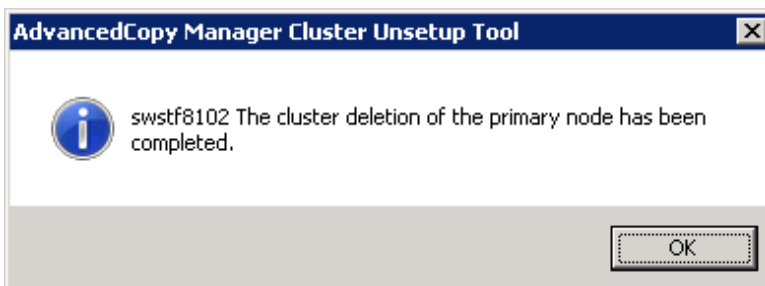 AdvancedCopy Manager Cluster Unsetup Tool
swstf8102 The cluster deletion of the primary node has been
completed.
OK